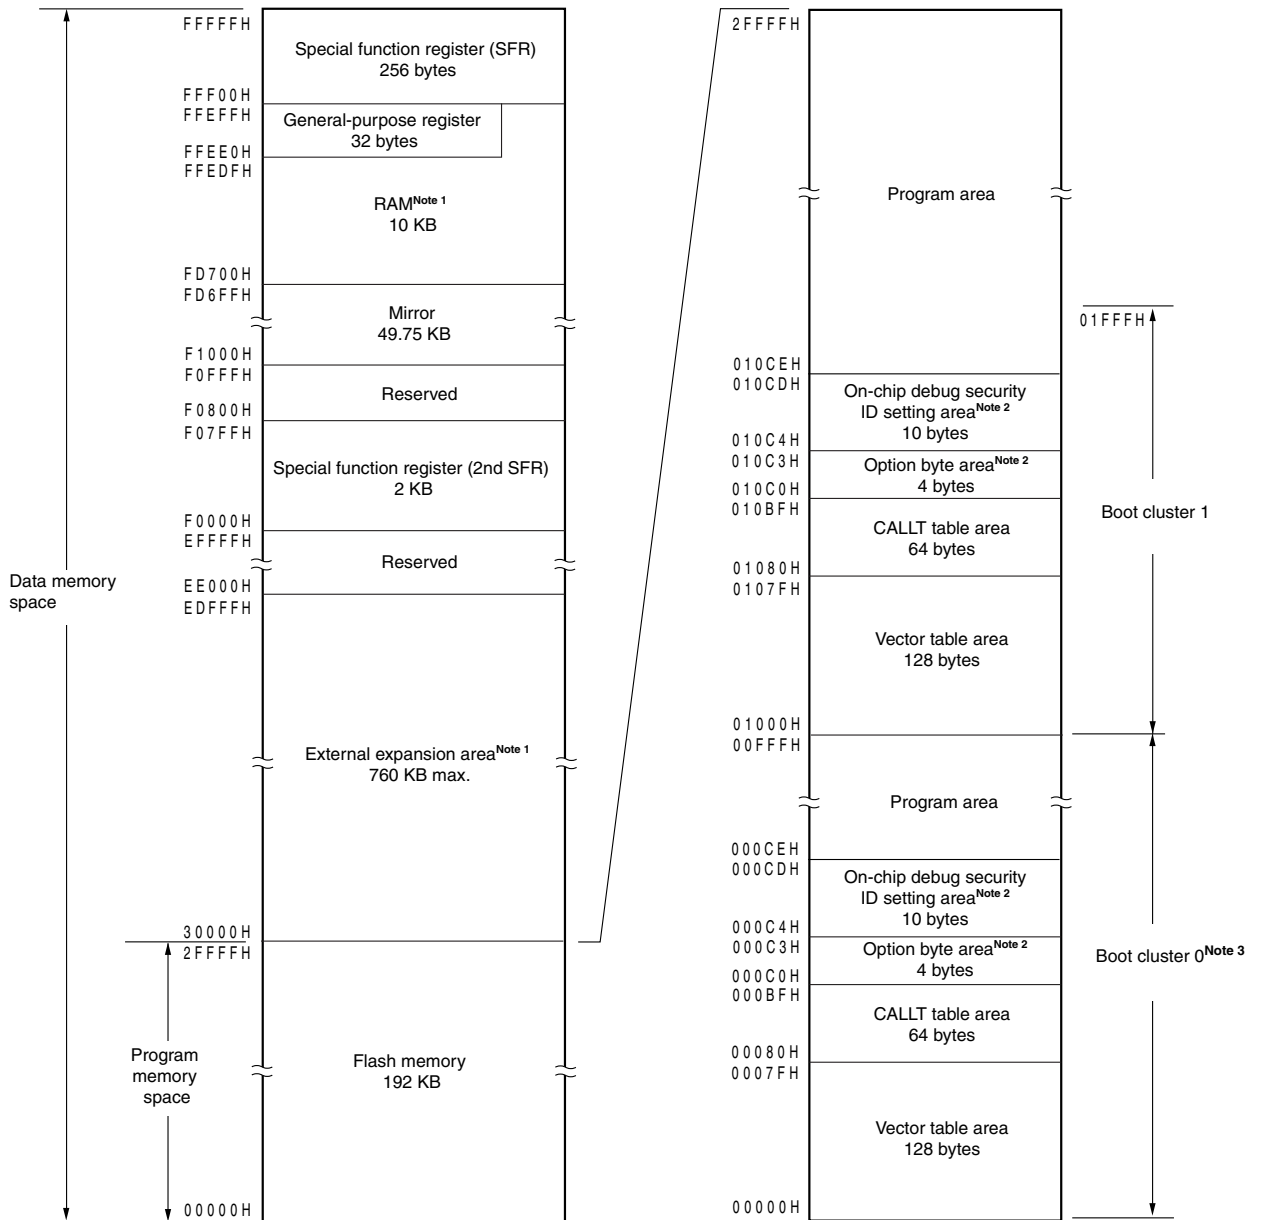 FFFFFH
Special function register (SFR)
256 bytes
FFF00H
FFEFFH
General-purpose register
32 bytes
FFEE0H
FFEDFH
RAMNote 1
10 KB
FD700H
FD6FFH
Mirror
49.75 KB
F1000H
F0FFFH
Reserved
F0800H
F07FFH
Special function register (2nd SFR)
2 KB
F0000H
EFFFFH
Reserved
EE000H
EDFFFH
Data memory
space
External expansion areaNote 1
760 KB max.
30000H
2FFFFH
Program
memory
space
Flash memory
192 KB
00000H
2FFFFH
Program area
01FFFH
010CEH
010CDH
On-chip debug security
ID setting areaNote 2
10 bytes
010C4H
010C3H
Option byte areaNote 2
4 bytes
010C0H
010BFH
CALLT table area
64 bytes
Boot cluster 1
01080H
0107FH
Vector table area
128 bytes
01000H
00FFFH
Program area
000CEH
000CDH
On-chip debug security
ID setting areaNote 2
10 bytes
000C4H
000C3H
Option byte areaNote 2
4 bytes
Boot cluster 0Note 3
000C0H
000BFH
CALLT table area
64 bytes
00080H
0007FH
Vector table area
128 bytes
00000H